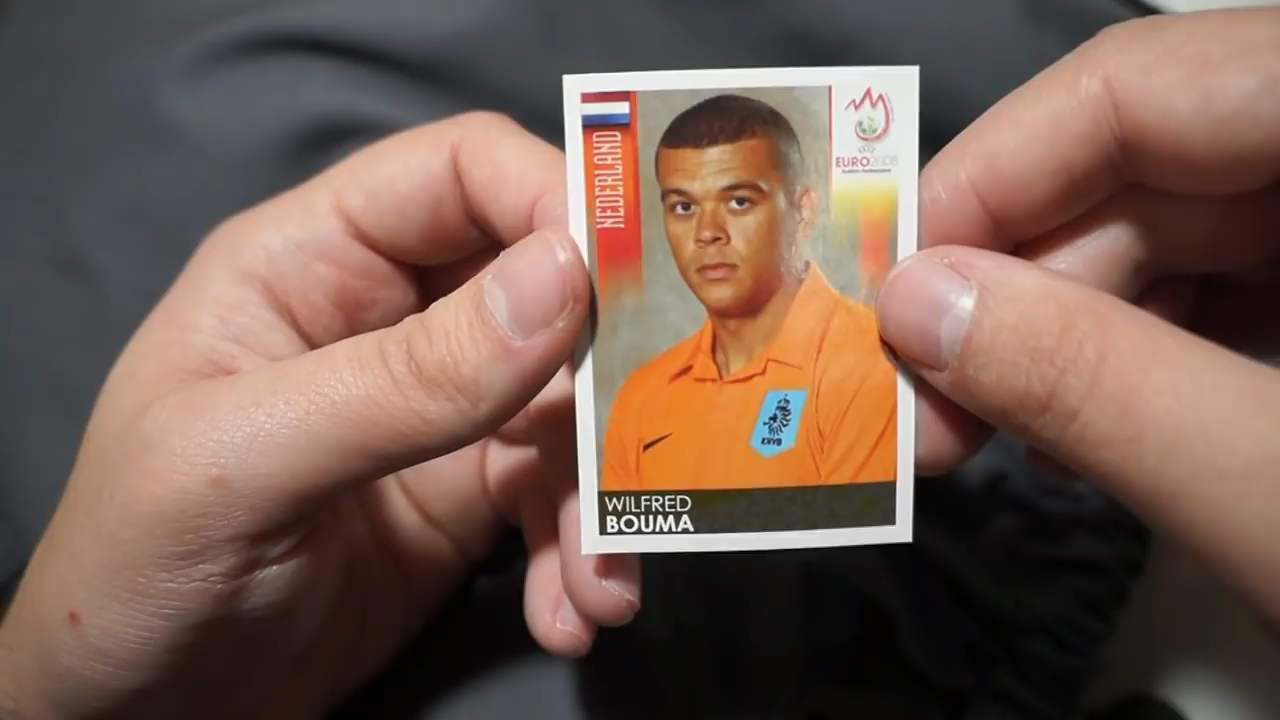 NEDERLAND
EURO2008
KNVB
WILFRED
BOUMA